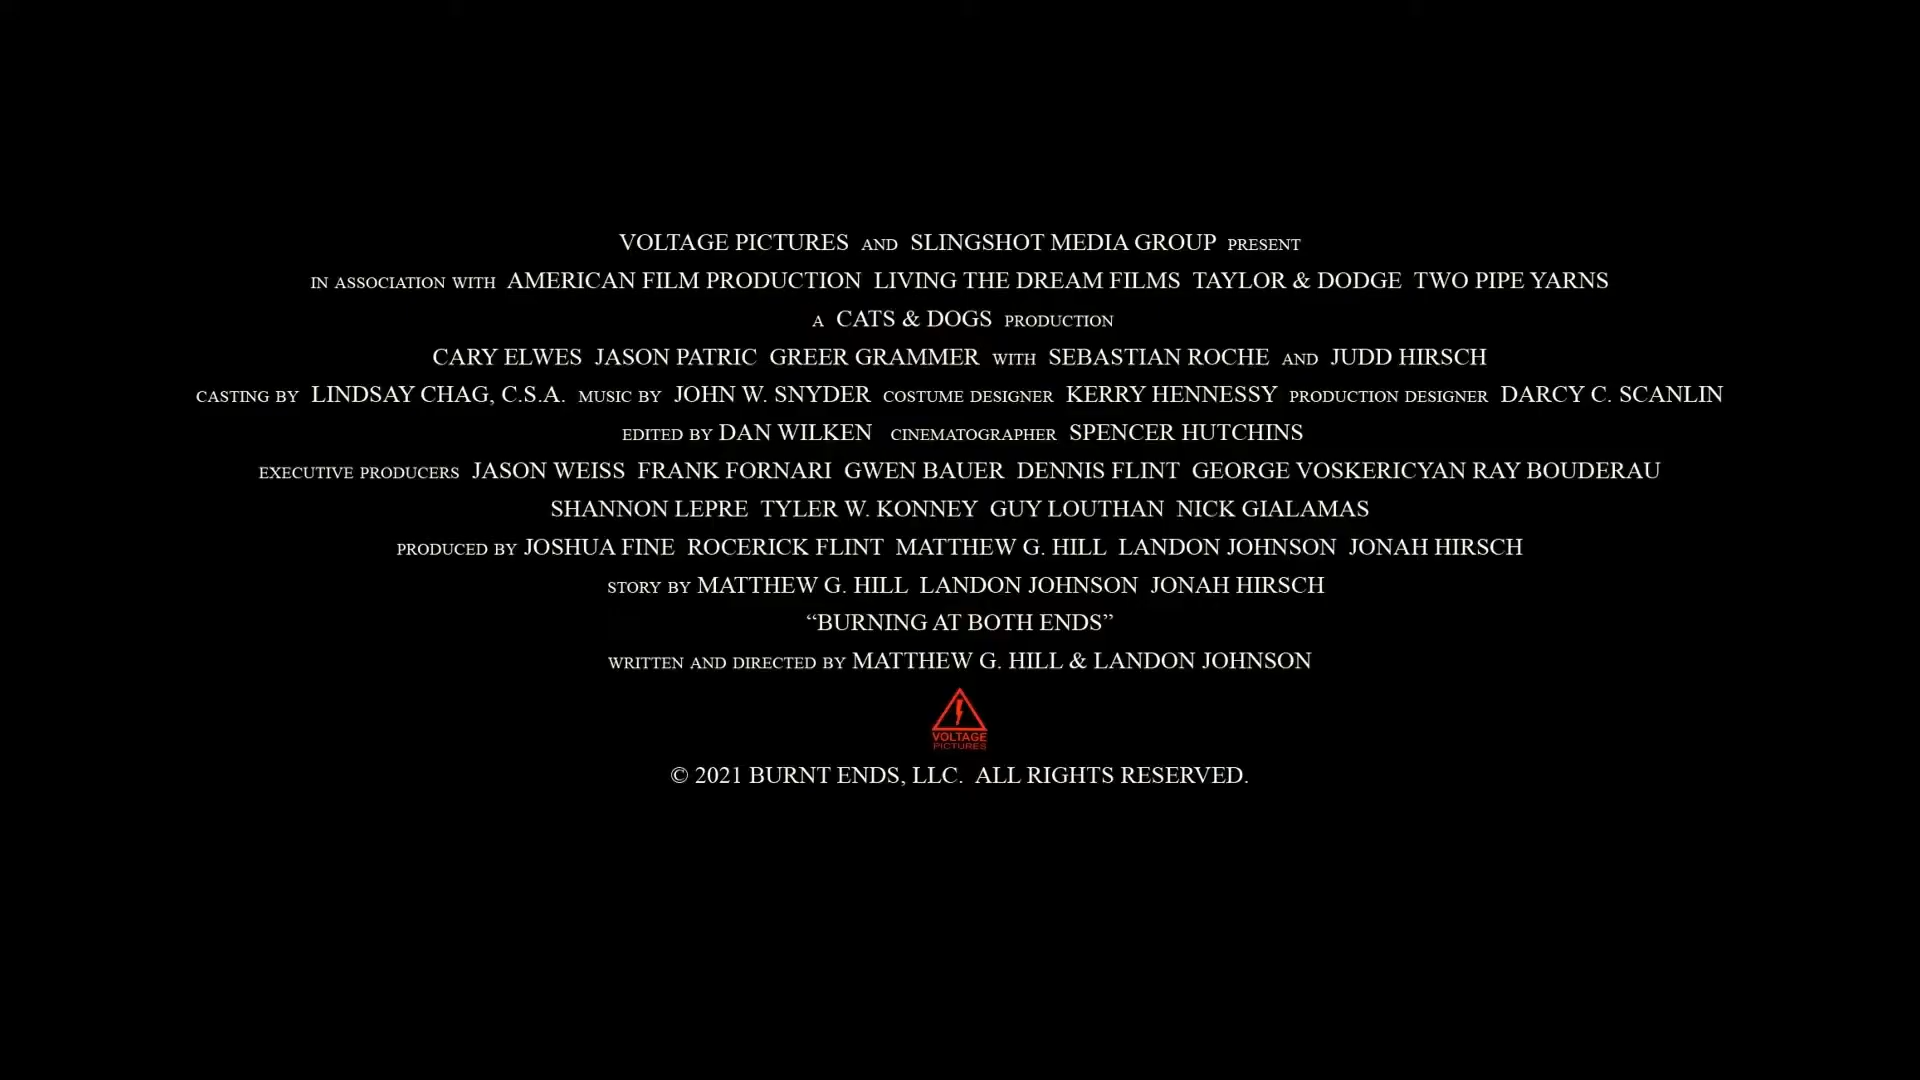 VOLTAGE PICTURES AND SLINGSHOT MEDIA GROUP PRESENT
IN ASSOCIATION WITH AMERICAN FILM PRODUCTION LIVING THE DREAM FILMS TAYLOR & DODGE TWO PIPE YARNS
A CATS & DOGS PRODUCTION
CARY ELWES JASON PATRIC GREER GRAMMER WITH SEBASTIAN ROCHE AND JUDD HIRSCH
CASTING BY LINDSAY CHAG, C.S.A. MUSIC BY JOHN W. SNYDER COSTUME DESIGNER KERRY HENNESSY PRODUCTION DESIGNER DARCY C. SCANLIN
EDITED BY DAN WILKEN CINEMATOGRAPHER SPENCER HUTCHINS
EXECUTIVE PRODUCERS JASON WEISS FRANK FORNARI GWEN BAUER DENNIS FLINT GEORGE VOSKERICYAN RAY BOUDERAU
SHANNON LEPRE TYLER W. KONNEY GUY LOUTHAN NICK GIALAMAS
PRODUCED BY JOSHUA FINE ROCERICK FLINT MATTHEW G. HILL LANDON JOHNSON JONAH HIRSCH
STORY BY MATTHEW G. HILL LANDON JOHNSON JONAH HIRSCH
“BURNING AT BOTH ENDS”
WRITTEN AND DIRECTED BY MATTHEW G. HILL & LANDON JOHNSON
VOLTAGE
PICTURES
© 2021 BURNT ENDS, LLC. ALL RIGHTS RESERVED.